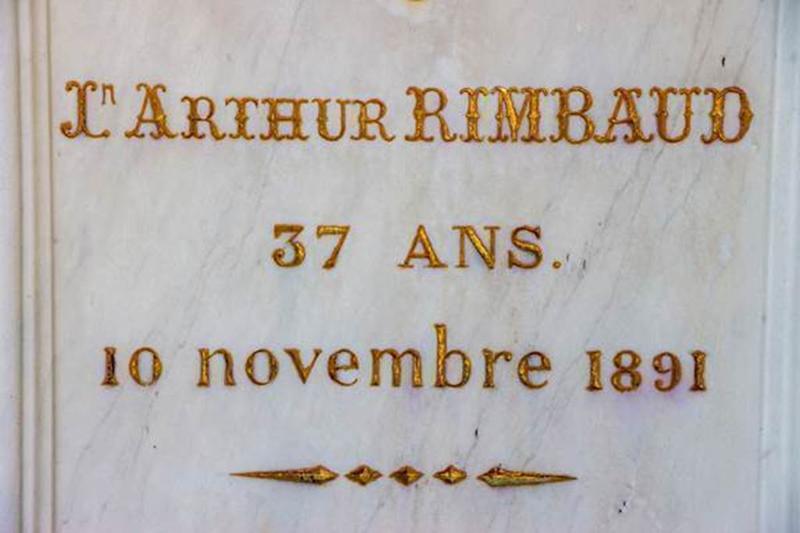 Jn ARTHUR RIMBAUD
37 ANS.
10 novembre 1891